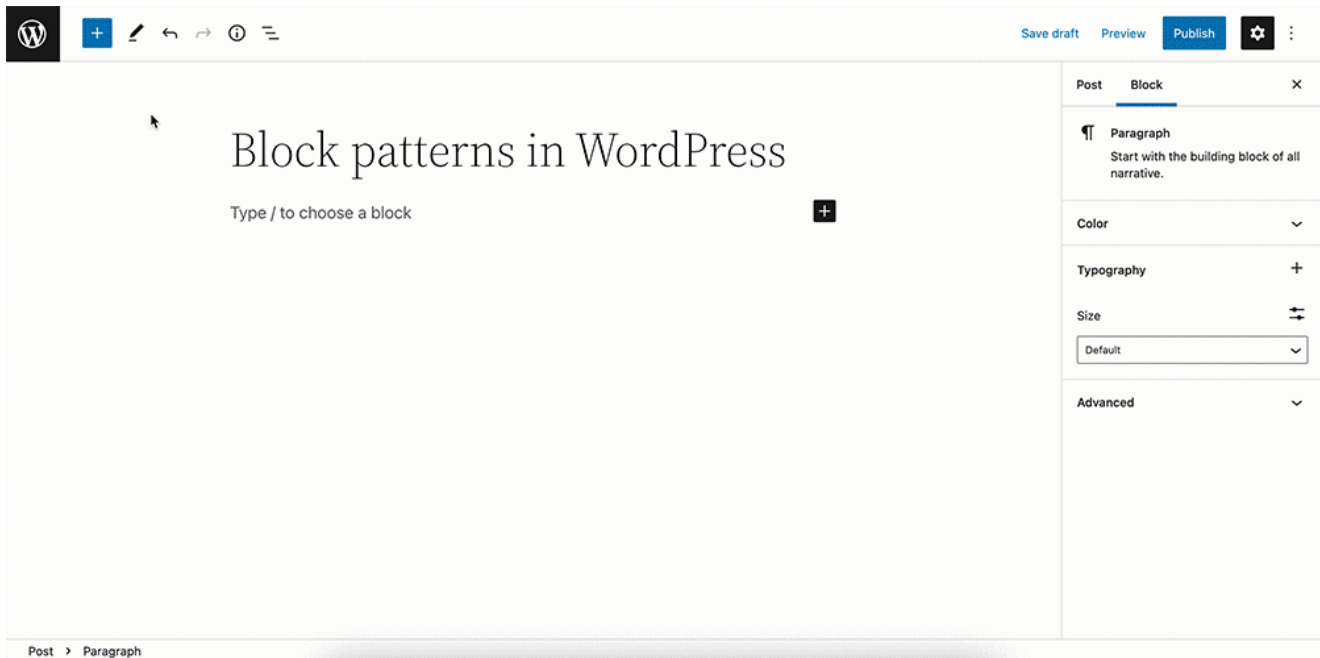 Save draft Preview Publish
Post Block
Block patterns in WordPress
Type / to choose a block
Paragraph
Start with the building block of all
narrative.
Color
Typography
Size
Default
Advanced
Post > Paragraph